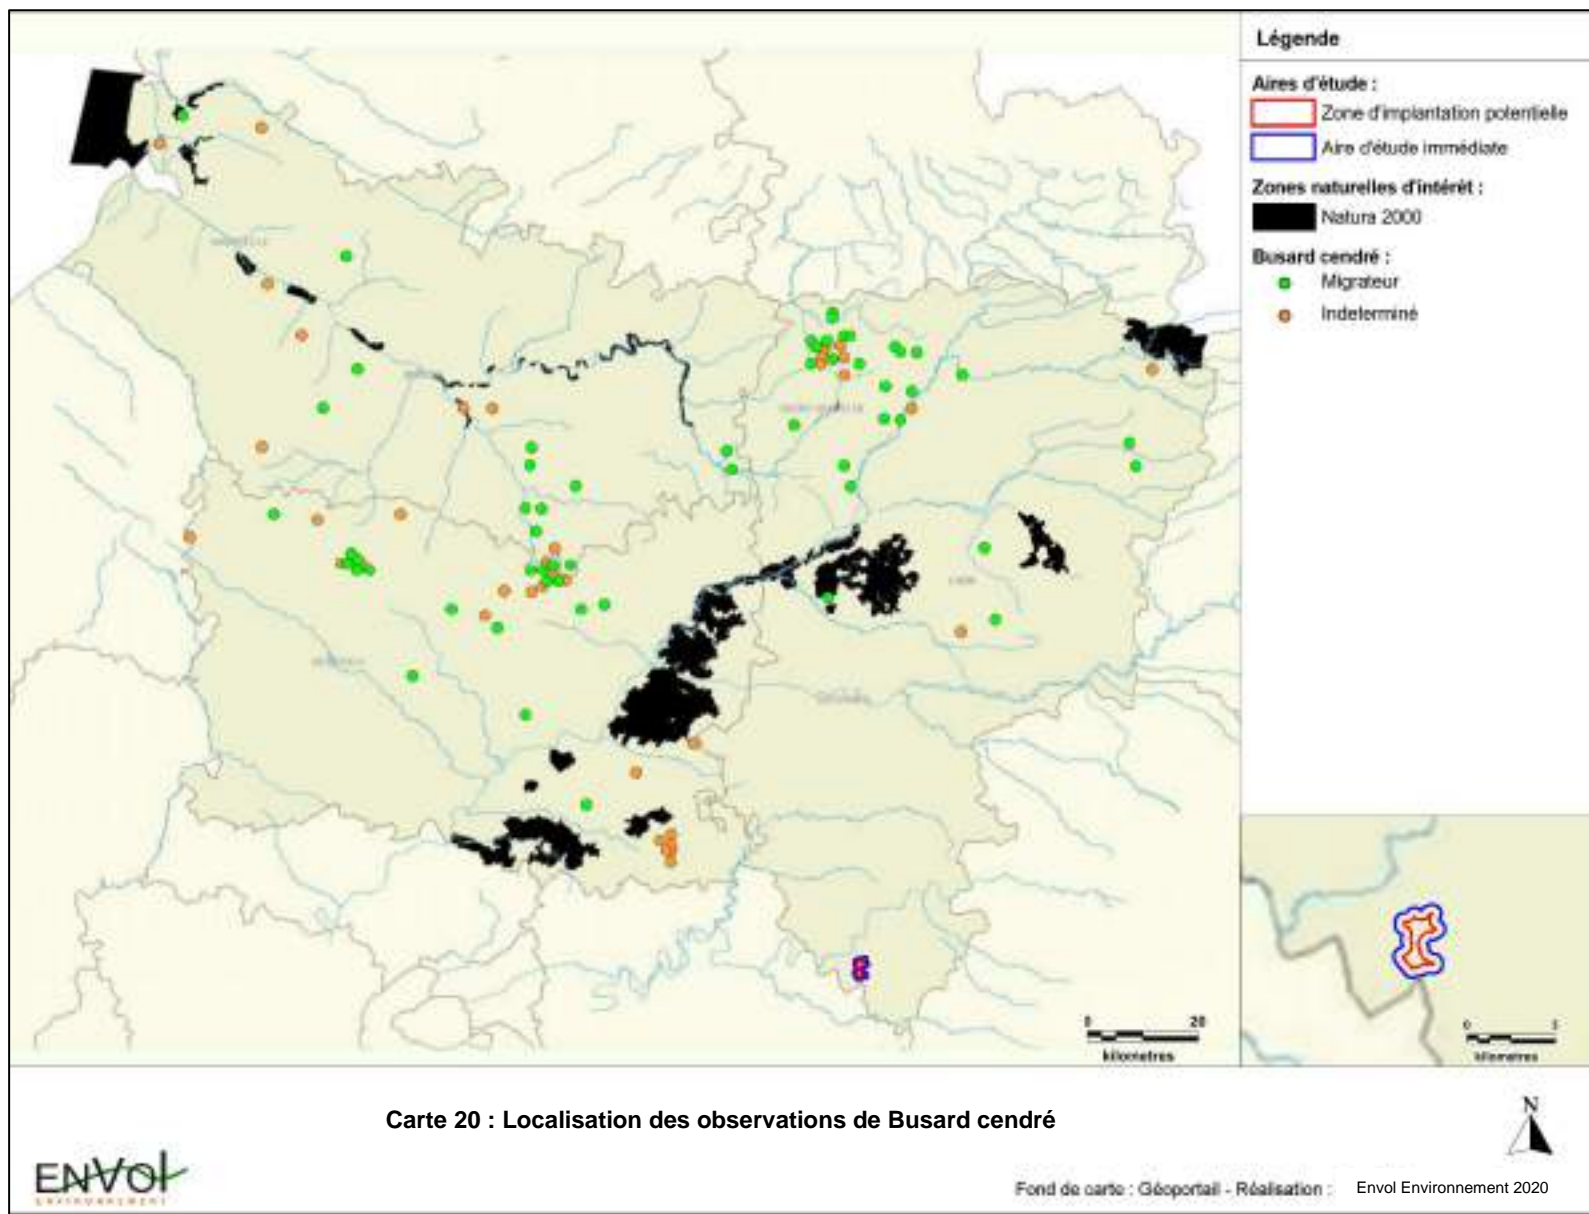 Légende
Aires d'étude :
Zone d'implantation potentielle
Aire d'étude immédiate
Zones naturelles d'intérêt :
Natura 2000
Busard cendré :
Migrateur
Indeterminé
0 20
kilometres
0 5
kilometres
Carte 20 : Localisation des observations de Busard cendré
N
ENVOl
ENVIRONNEMENT
Fond de carte : Géoportail - Réalisation : Envol Environnement 2020